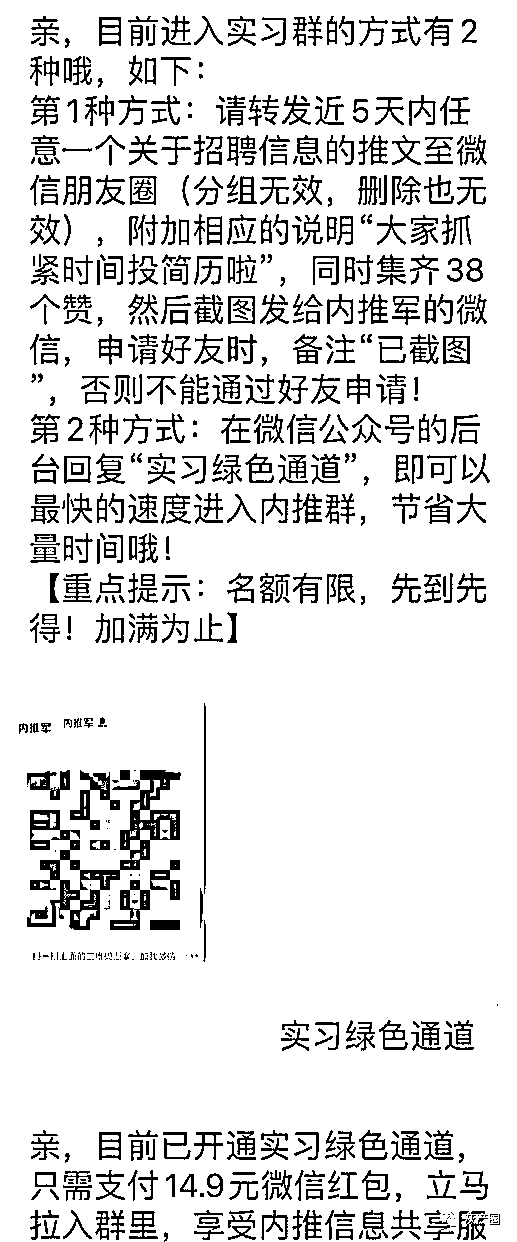 亲，目前进入实习群的方式有2
种哦，如下：
第1种方式：请转发近5天内任
意一个关于招聘信息的推文至微
信朋友圈（分组无效，删除也无
效），附加相应的说明“大家抓
紧时间投简历啦”，同时集齐38
个赞，然后截图发给内推军的微
信，申请好友时，备注“已截图
”，否则不能通过好友申请！
第2种方式：在微信公众号的后
台回复“实习绿色通道”，即可以
最快的速度进入内推群，节省大
量时间哦！
【重点提示：名额有限，先到先
得！加满为止】
内推军 内推军
实习绿色通道
亲，目前已开通实习绿色通道，
只需支付14.9元微信红包，立马
拉入群里，享受内推信息共享服